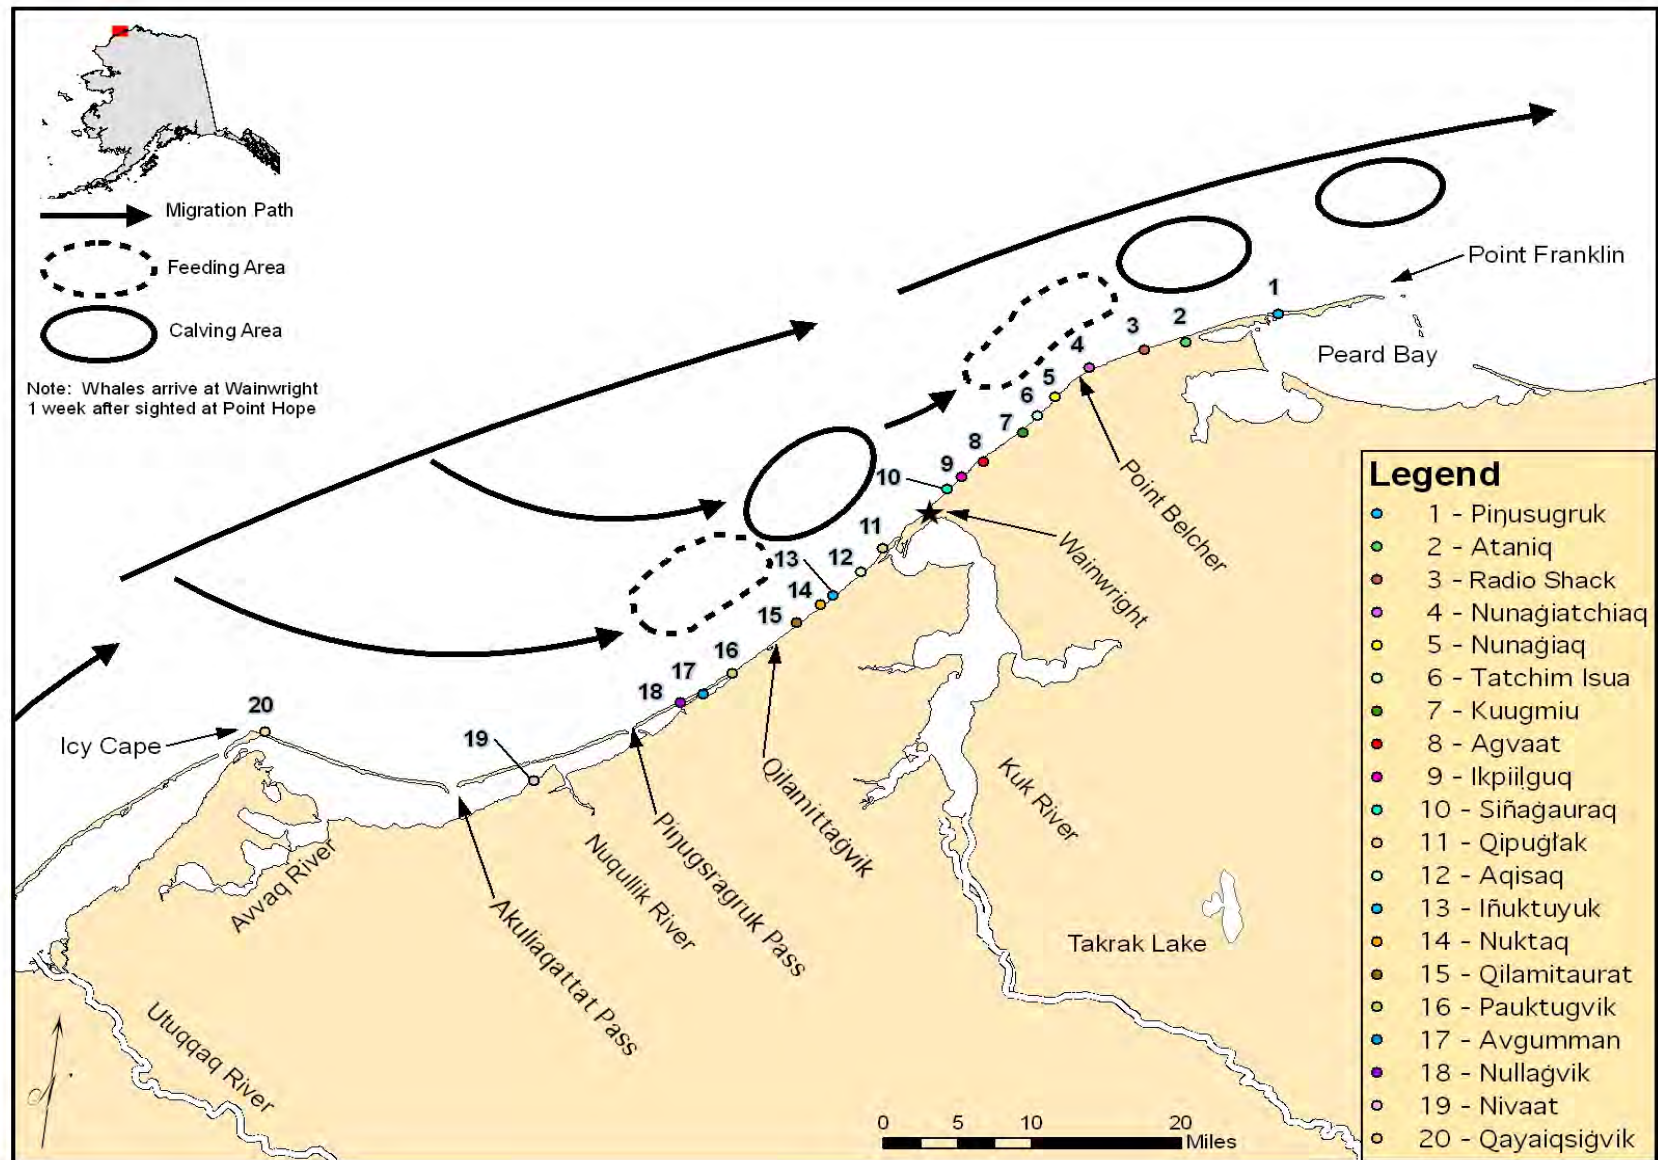 Migration Path
Feeding Area
Calving Area
Note: Whales arrive at Wainwright
1 week after sighted at Point Hope
Point Franklin
1
2
3
4
5
6
7
8
9
10
11
12
13
14
15
16
17
18
19
20
Peard Bay
Point Belcher
Wainwright
Icy Cape
Qilamittaġvik
Kuk River
Piŋugsragruk Pass
Nuqullik River
Avvaq River
Akuliaqattat Pass
Takrak Lake
Utuqqaq River
0 5 10 20
Miles
Legend
1 - Piŋusugruk
2 - Ataniq
3 - Radio Shack
4 - Nunaġiatchiaq
5 - Nunaġiaq
6 - Tatchim Isua
7 - Kuugmiu
8 - Agvaat
9 - Ikpiiḷguq
10 - Siñaġauraq
11 - Qipuġłak
12 - Aqisaq
13 - Iñuktuyuk
14 - Nuktaq
15 - Qilamitaurat
16 - Pauktugvik
17 - Avgumman
18 - Nullaġvik
19 - Nivaat
20 - Qayaiqsiġvik